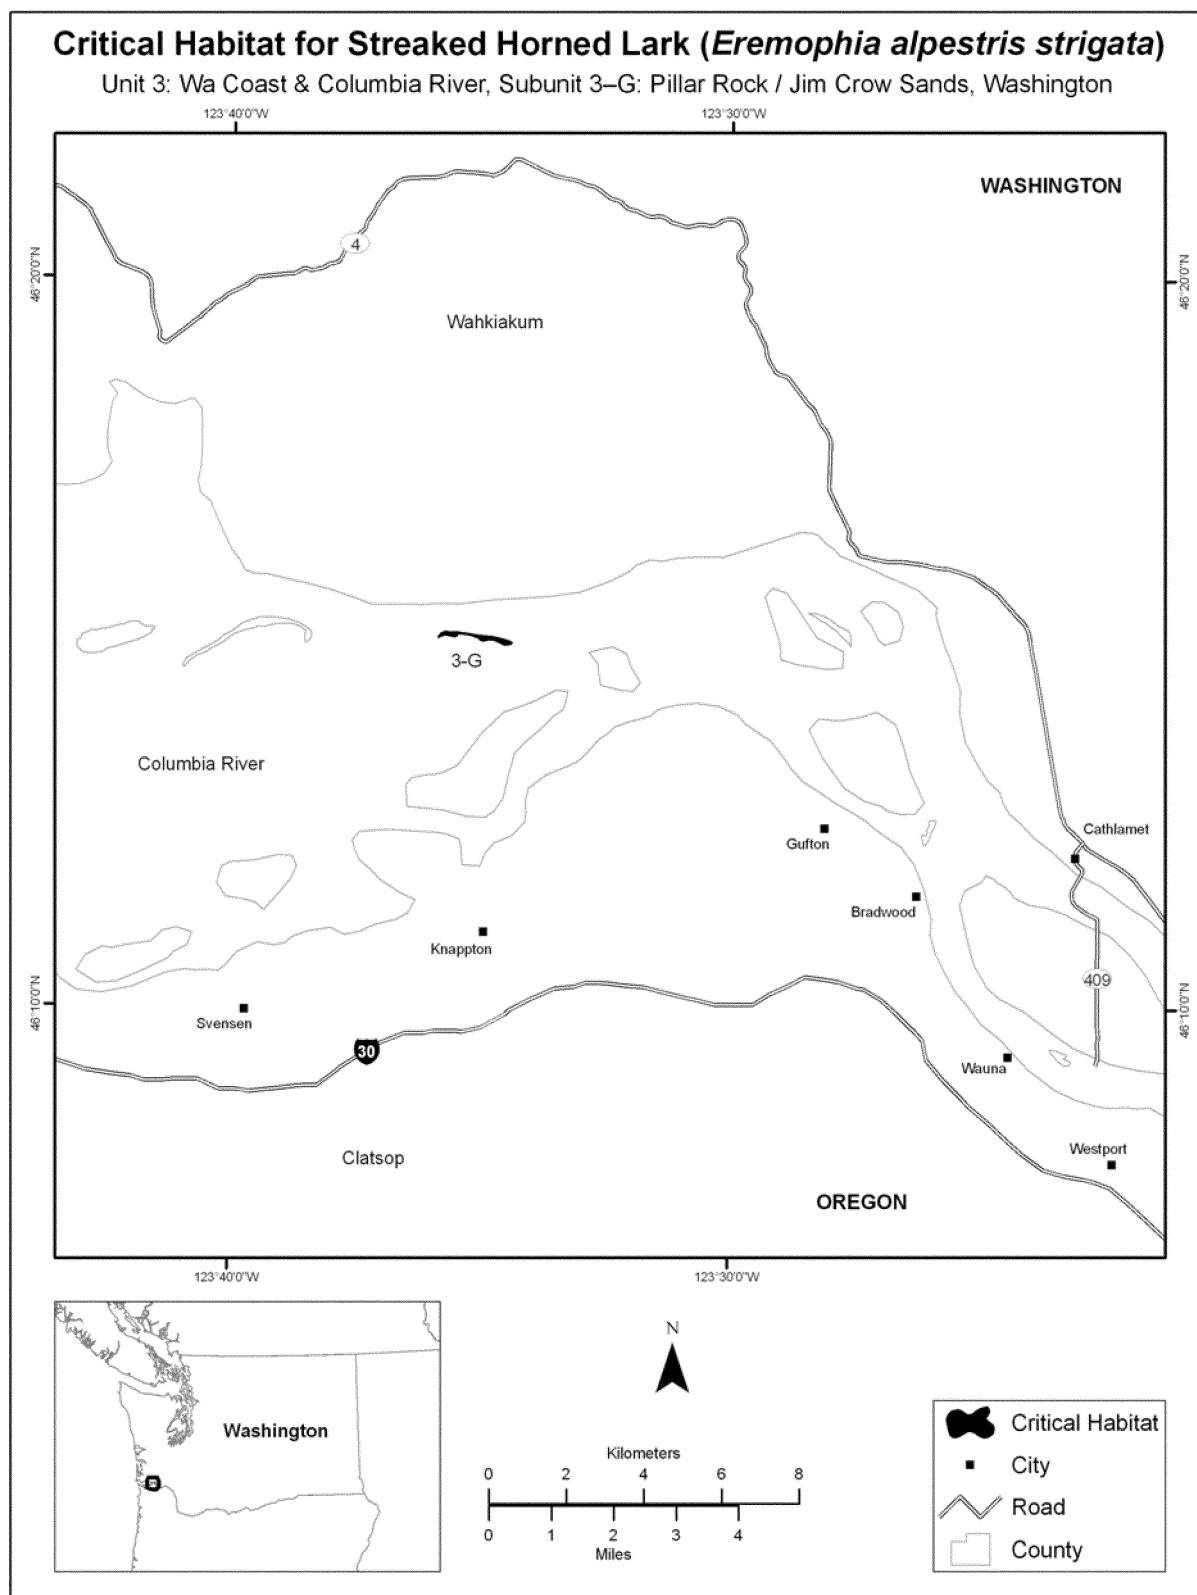 Critical Habitat for Streaked Horned Lark (Eremophia alpestris strigata)
Unit 3: Wa Coast & Columbia River, Subunit 3–G: Pillar Rock / Jim Crow Sands, Washington
123°40'0"W
123°30'0"W
WASHINGTON
4
46°20'0"N
46°20'0"N
Wahkiakum
3-G
Columbia River
Cathlamet
Gufton
Bradwood
Knappton
409
46°10'0"N
46°10'0"N
Svensen
30
Wauna
Westport
Clatsop
OREGON
123°40'0"W
123°30'0"W
Washington
N
Kilometers
0 2 4 6 8
0 1 2 3 4
Miles
Critical Habitat
City
Road
County